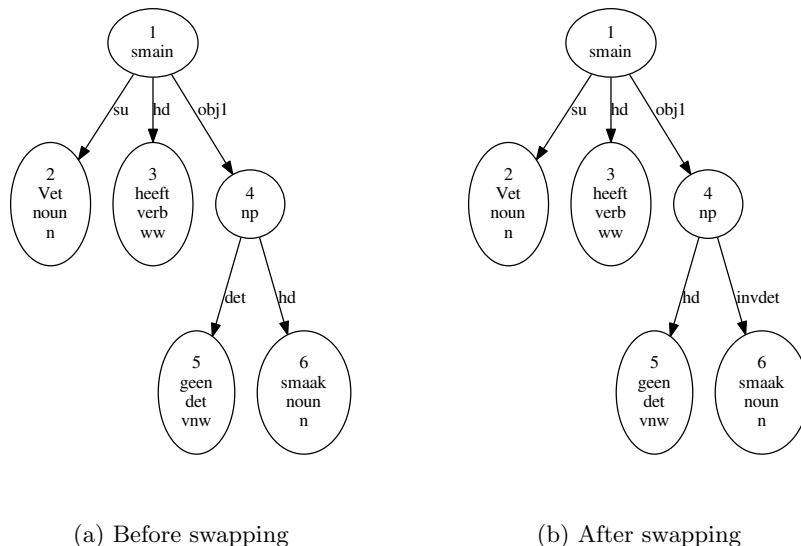 1
smain
su
hd
obj1
2
Vet
noun
n
3
heeft
verb
ww
4
np
det
hd
5
geen
det
vnw
6
smaak
noun
n
(a) Before swapping
1
smain
su
hd
obj1
2
Vet
noun
n
3
heeft
verb
ww
4
np
hd
invdet
5
geen
det
vnw
6
smaak
noun
n
(b) After swapping